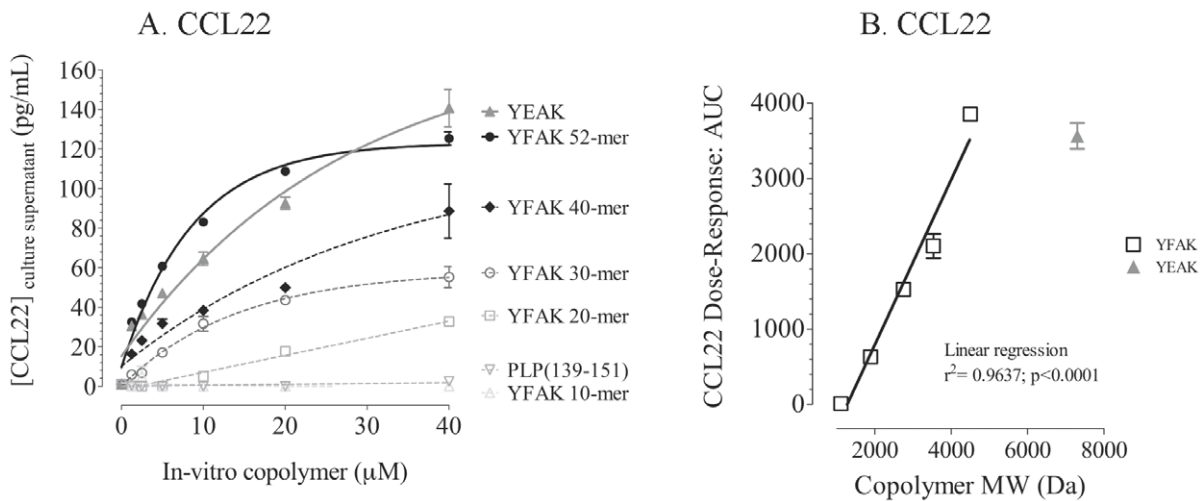 A. CCL22
[CCL22] culture supernatant (pg/mL)
160
140
120
100
80
60
40
20
0
0
10
20
30
40
In-vitro copolymer (μM)
YEAK
YFAK 52-mer
YFAK 40-mer
YFAK 30-mer
YFAK 20-mer
PLP(139-151)
YFAK 10-mer
B. CCL22
CCL22 Dose-Response: AUC
4000
3000
2000
1000
0
2000
4000
6000
8000
Copolymer MW (Da)
Linear regression
r²= 0.9637; p<0.0001
YFAK
YEAK